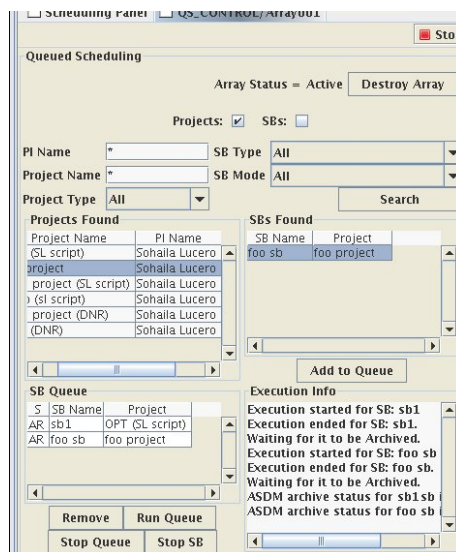 Scheduling Panel QS_CONTROL/Array001
Sto
Queued Scheduling
Array Status = Active Destroy Array
Projects: SBs:
PI Name * SB Type All
Project Name * SB Mode All
Project Type All Search
Projects Found
Project Name PI Name
(SL script) Sohaila Lucero
project Sohaila Lucero
project (SL script) Sohaila Lucero
(sl script) Sohaila Lucero
project (DNR) Sohaila Lucero
(DNR) Sohaila Lucero
SBs Found
SB Name Project
foo sb foo project
Add to Queue
SB Queue
S SB Name Project
AR sb1 OPT (SL script)
AR foo sb foo project
Remove Run Queue
Stop Queue Stop SB
Execution Info
Execution started for SB: sb1
Execution ended for SB: sb1.
Waiting for it to be Archived.
Execution started for SB: foo sb
Execution ended for SB: foo sb.
Waiting for it to be Archived.
ASDM archive status for sb1 sb i
ASDM archive status for foo sb i